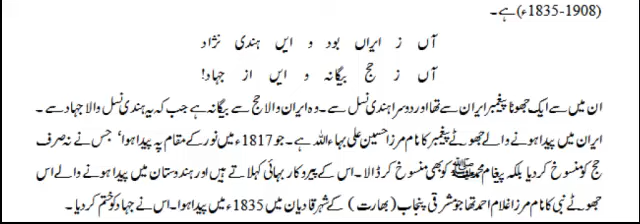 (1835-1908ء) ہے۔
آں ز ایراں بود و ایں ہندی نژاد
آں ز حج بیگانہ و ایں از جہاد!
ان میں سے ایک جھوٹا پیغمبر ایران سے تھا اور دوسرا ہندی نسل سے۔ وہ ایران والا حج سے بیگانہ ہے جب کہ یہ ہندی نسل والا جہاد سے۔
ایران میں پیدا ہونے والے جھوٹے پیغمبر کا نام مرزا حسین علی بہاء اللہ ہے۔ جو 1817ء میں نور کے مقام پہ پیدا ہوا، جس نے نہ صرف
حج کو منسوخ کر دیا بلکہ پیغام محمد ﷺ کو بھی منسوخ کر ڈالا۔ اس کے پیروکار بہائی کہلاتے ہیں اور ہندوستان میں پیدا ہونے والے اس
جھوٹے نبی کا نام مرزا غلام احمد تھا جو مشرقی پنجاب (بھارت) کے شہر قادیان میں 1835ء میں پیدا ہوا۔ اس نے جہاد کو ختم کر دیا۔